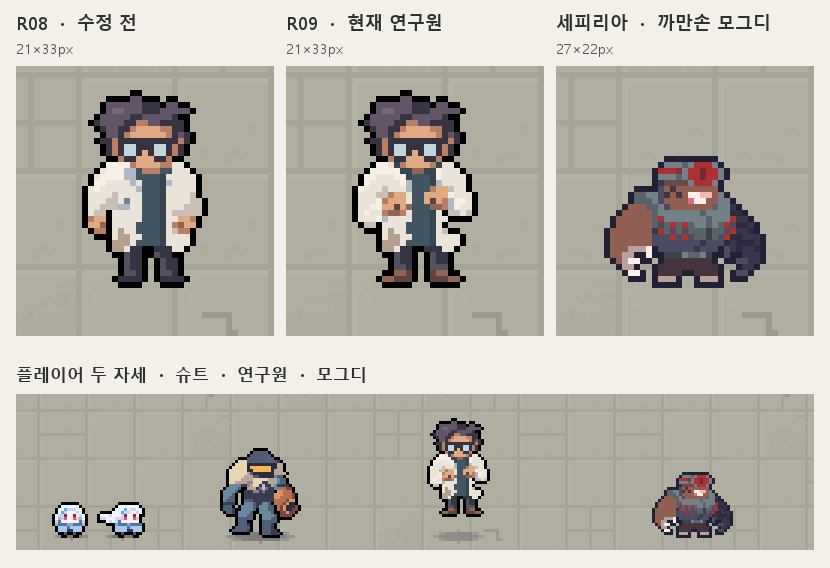 R08 · 수정 전
21×33px
R09 · 현재 연구원
21×33px
세피리아 · 까만손 모그디
27×22px
플레이어 두 자세 · 슈트 · 연구원 · 모그디